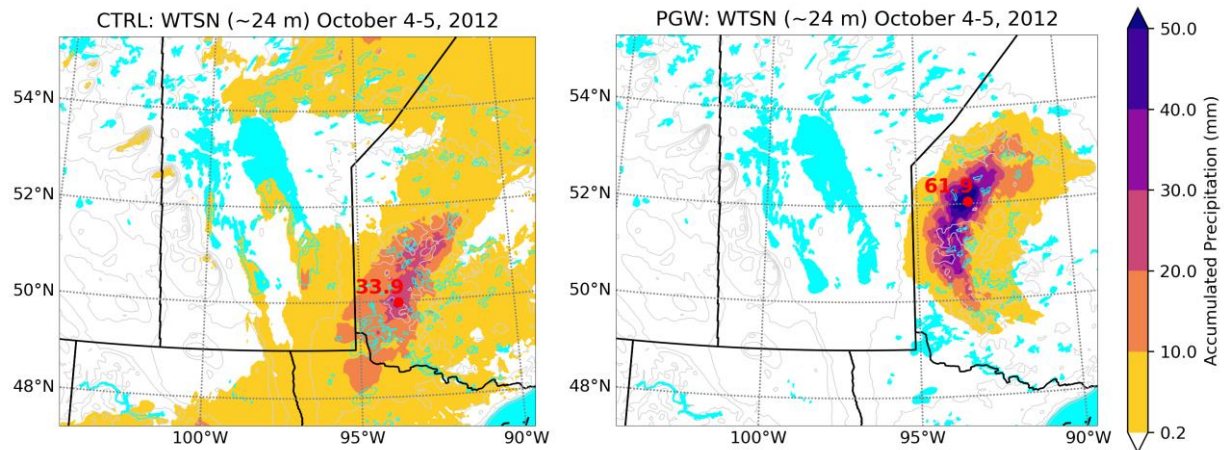 CTRL: WTSN (~24 m) October 4-5, 2012
PGW: WTSN (~24 m) October 4-5, 2012
54°N
52°N
50°N
48°N
100°W
95°W
90°W
33.9
54°N
52°N
50°N
48°N
100°W
95°W
90°W
61.9
50.0
40.0
30.0
20.0
10.0
0.2
Accumulated Precipitation (mm)